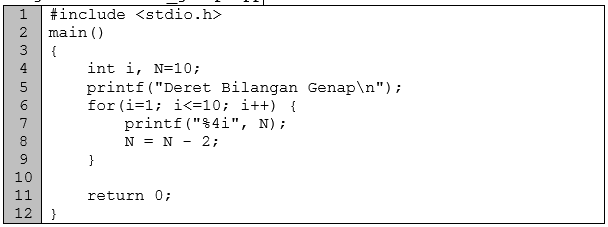 1 #include <stdio.h>
2 main()
3 {
4     int i, N=10;
5     printf("Deret Bilangan Genap\n");
6     for(i=1; i<=10; i++) {
7         printf("%4i", N);
8         N = N - 2;
9     }
10
11     return 0;
12 }